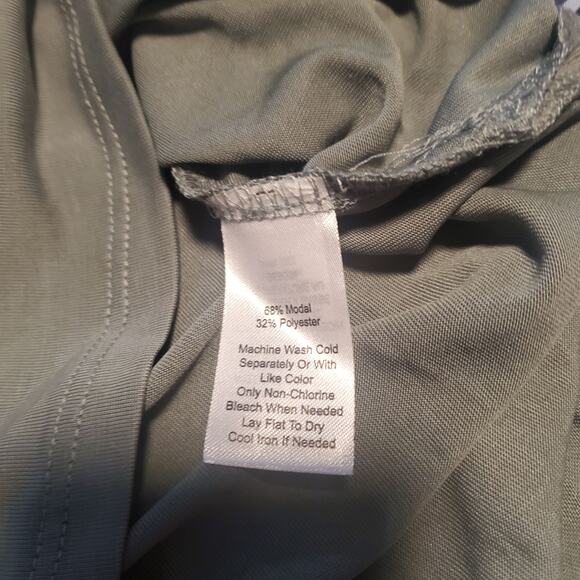 68% Modal
32% Polyester
Machine Wash Cold
Separately Or With
Like Color
Only Non-Chlorine
Bleach When Needed
Lay Flat To Dry
Cool Iron If Needed